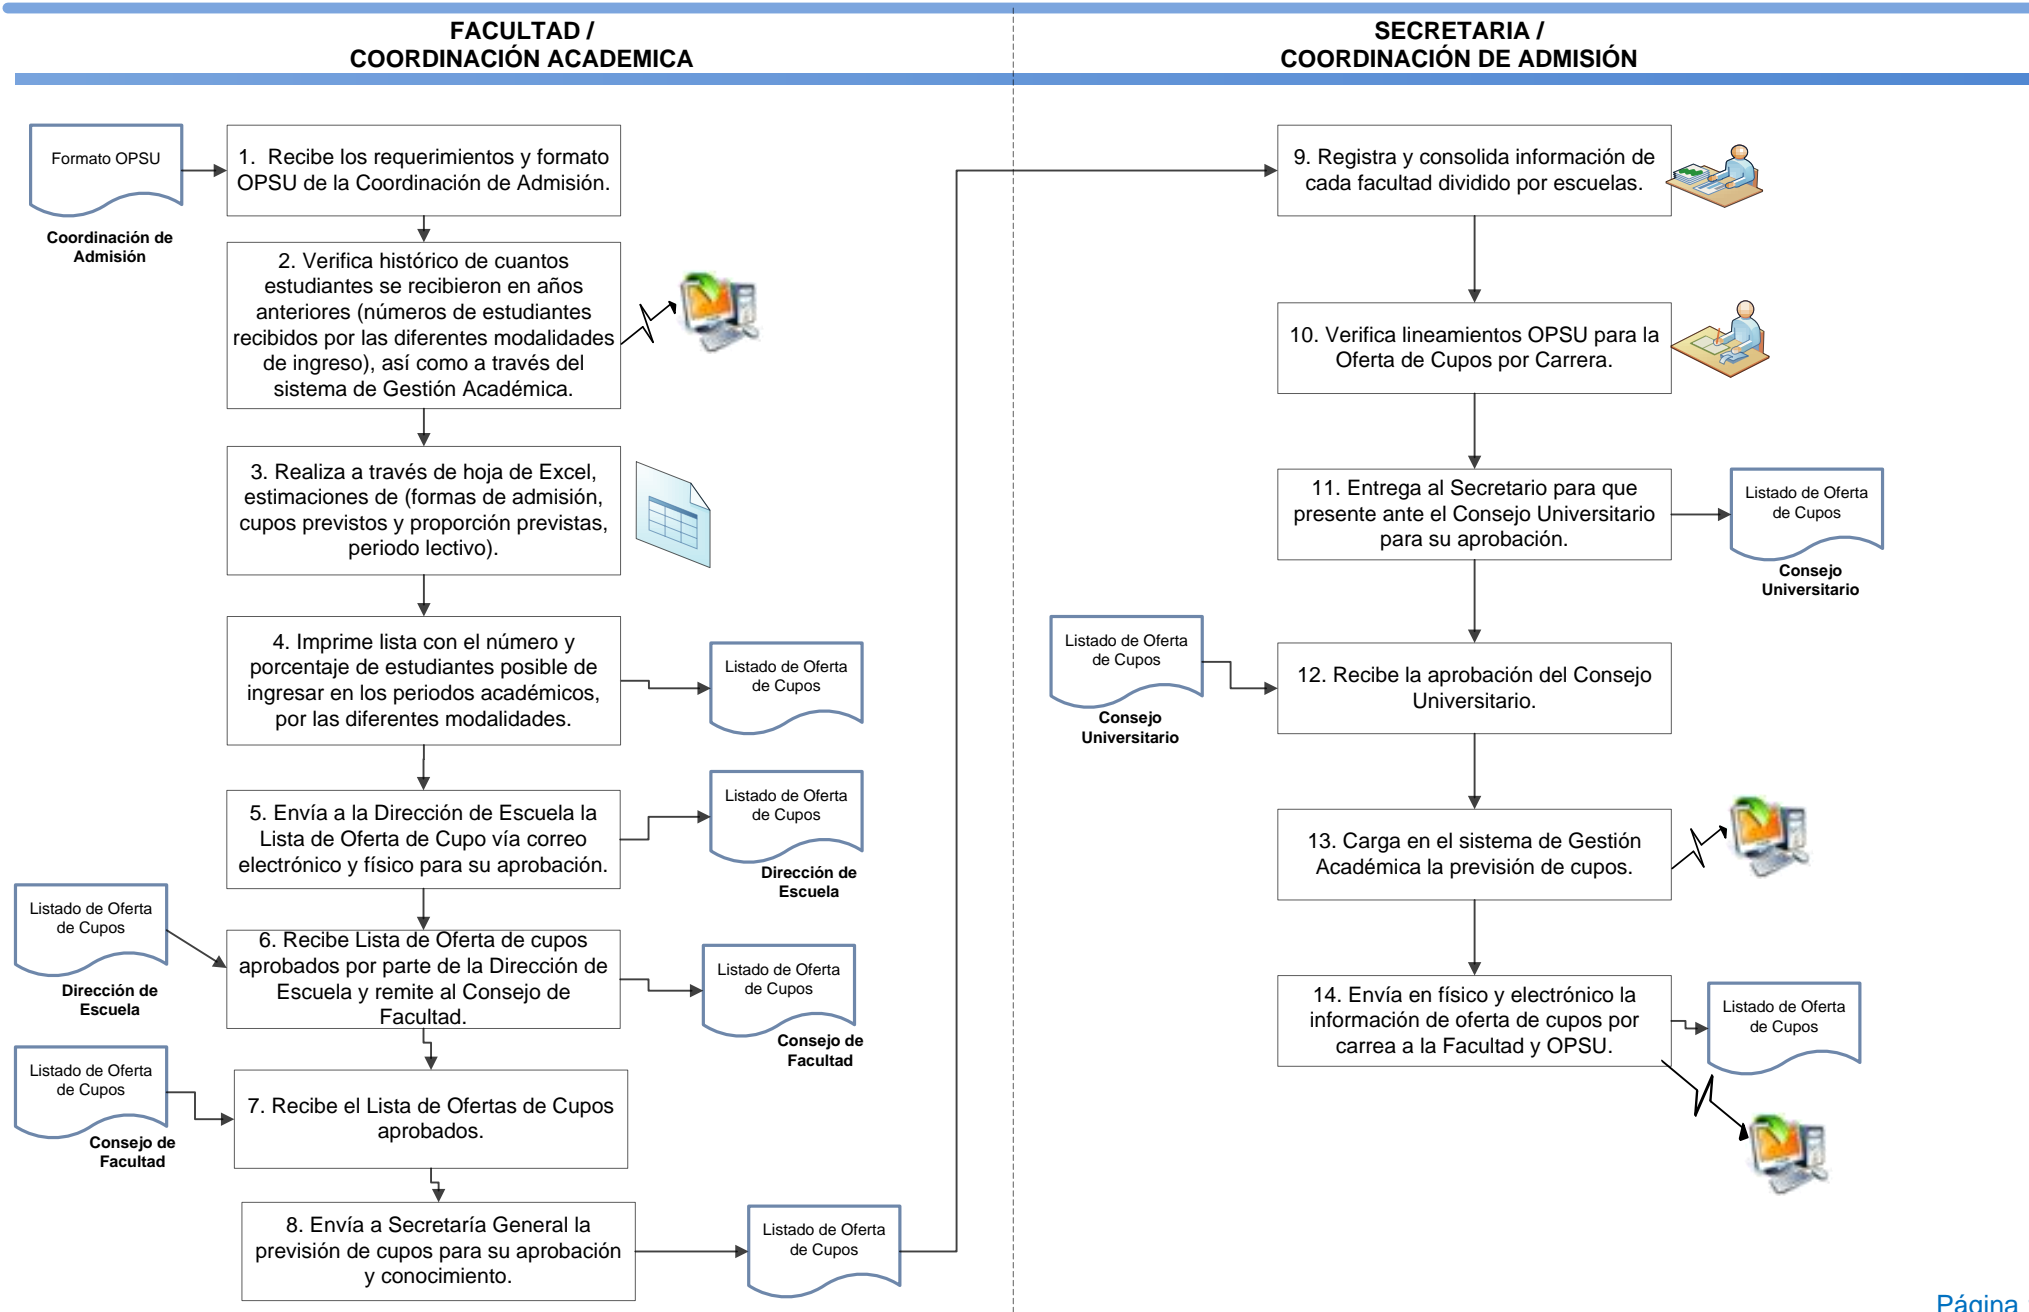 FACULTAD /
COORDINACIÓN ACADEMICA
SECRETARIA /
COORDINACIÓN DE ADMISIÓN
Formato OPSU
Coordinación de
Admisión
1.  Recibe los requerimientos y formato
OPSU de la Coordinación de Admisión.
2. Verifica histórico de cuantos
estudiantes se recibieron en años
anteriores (números de estudiantes
recibidos por las diferentes modalidades
de ingreso), así como a través del
sistema de Gestión Académica.
3. Realiza a través de hoja de Excel,
estimaciones de (formas de admisión,
cupos previstos y proporción previstas,
periodo lectivo).
4. Imprime lista con el número y
porcentaje de estudiantes posible de
ingresar en los periodos académicos,
por las diferentes modalidades.
Listado de Oferta
de Cupos
5. Envía a la Dirección de Escuela la
Lista de Oferta de Cupo vía correo
electrónico y físico para su aprobación.
Listado de Oferta
de Cupos
Dirección de
Escuela
Listado de Oferta
de Cupos
Dirección de
Escuela
6. Recibe Lista de Oferta de cupos
aprobados por parte de la Dirección de
Escuela y remite al Consejo de
Facultad.
Listado de Oferta
de Cupos
Consejo de
Facultad
Listado de Oferta
de Cupos
Consejo de
Facultad
7. Recibe el Lista de Ofertas de Cupos
aprobados.
8. Envía a Secretaría General la
previsión de cupos para su aprobación
y conocimiento.
Listado de Oferta
de Cupos
9. Registra y consolida información de
cada facultad dividido por escuelas.
10. Verifica lineamientos OPSU para la
Oferta de Cupos por Carrera.
11. Entrega al Secretario para que
presente ante el Consejo Universitario
para su aprobación.
Listado de Oferta
de Cupos
Consejo
Universitario
Listado de Oferta
de Cupos
Consejo
Universitario
12. Recibe la aprobación del Consejo
Universitario.
13. Carga en el sistema de Gestión
Académica la previsión de cupos.
14. Envía en físico y electrónico la
información de oferta de cupos por
carrea a la Facultad y OPSU.
Listado de Oferta
de Cupos
Página